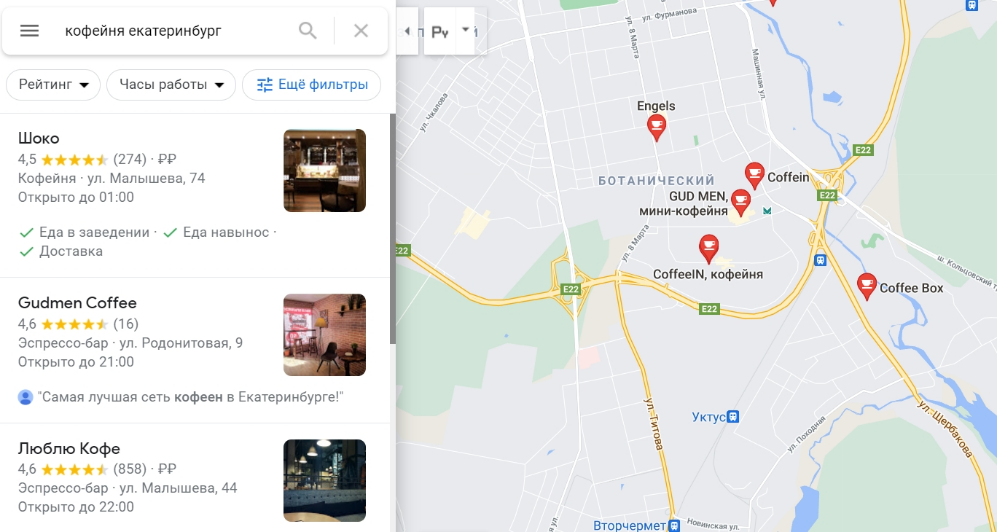 кофейня екатеринбург
Рейтинг
Часы работы
Ещё фильтры
Шоко
4,5 (274) · ₽₽
Кофейня · ул. Малышева, 74
Открыто до 01:00
Еда в заведении · Еда навынос ·
Доставка
Gudmen Coffee
4,6 (16)
Эспрессо-бар · ул. Родонитовая, 9
Открыто до 21:00
"Самая лучшая сеть кофеен в Екатеринбурге!"
Люблю Кофе
4,6 (858) · ₽₽
Эспрессо-бар · ул. Малышева, 44
Открыто до 22:00
ул. Фурманова
ул. 8 Марта
Машинная ул.
ул. Чкалова
Engels
E22
БОТАНИЧЕСКИЙ
Coffein
GUD MEN,
мини-кофейня
E22
ул. 8 Марта
E22
CoffeeIN, кофейня
ш. Кольцовский
E22
Coffee Box
E22
ул. Титова
Уктус
ул. Походная
ул. Щербакова
Вторчермет
Новинская ул.